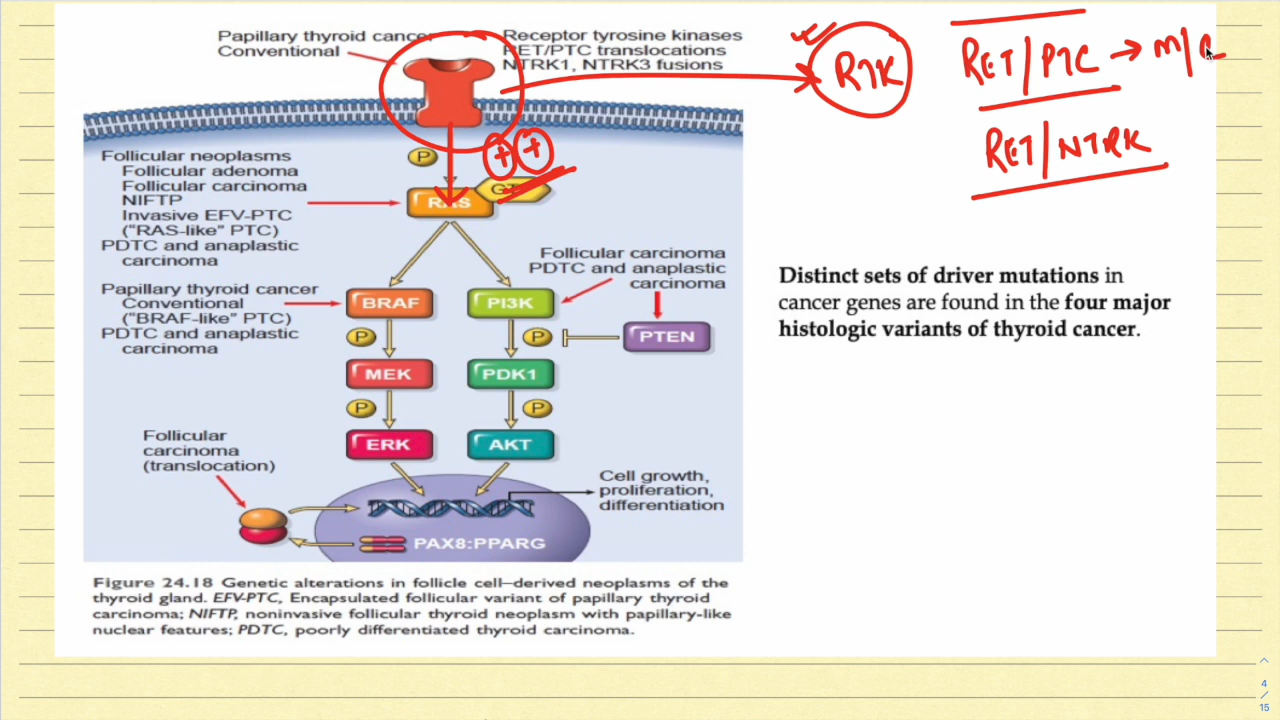 Papillary thyroid cancer
Conventional
Receptor tyrosine kinases
RET/PTC translocations
NTRK1, NTRK3 fusions
RTK
RET/PTC → M/C
RET/NTRK
P
+ +
RAS
Follicular neoplasms
Follicular adenoma
Follicular carcinoma
NIFTP
Invasive EFV-PTC
("RAS-like" PTC)
PDTC and anaplastic
carcinoma
Follicular carcinoma
PDTC and anaplastic
carcinoma
Papillary thyroid cancer
Conventional
("BRAF-like" PTC)
PDTC and anaplastic
carcinoma
BRAF
PI3K
P
P
PTEN
MEK
PDK1
P
P
ERK
AKT
Follicular
carcinoma
(translocation)
Cell growth,
proliferation,
differentiation
PAX8:PPARG
Figure 24.18 Genetic alterations in follicle cell–derived neoplasms of the
thyroid gland. EFV-PTC, Encapsulated follicular variant of papillary thyroid
carcinoma; NIFTP, noninvasive follicular thyroid neoplasm with papillary-like
nuclear features; PDTC, poorly differentiated thyroid carcinoma.
Distinct sets of driver mutations in
cancer genes are found in the four major
histologic variants of thyroid cancer.
4
/
15